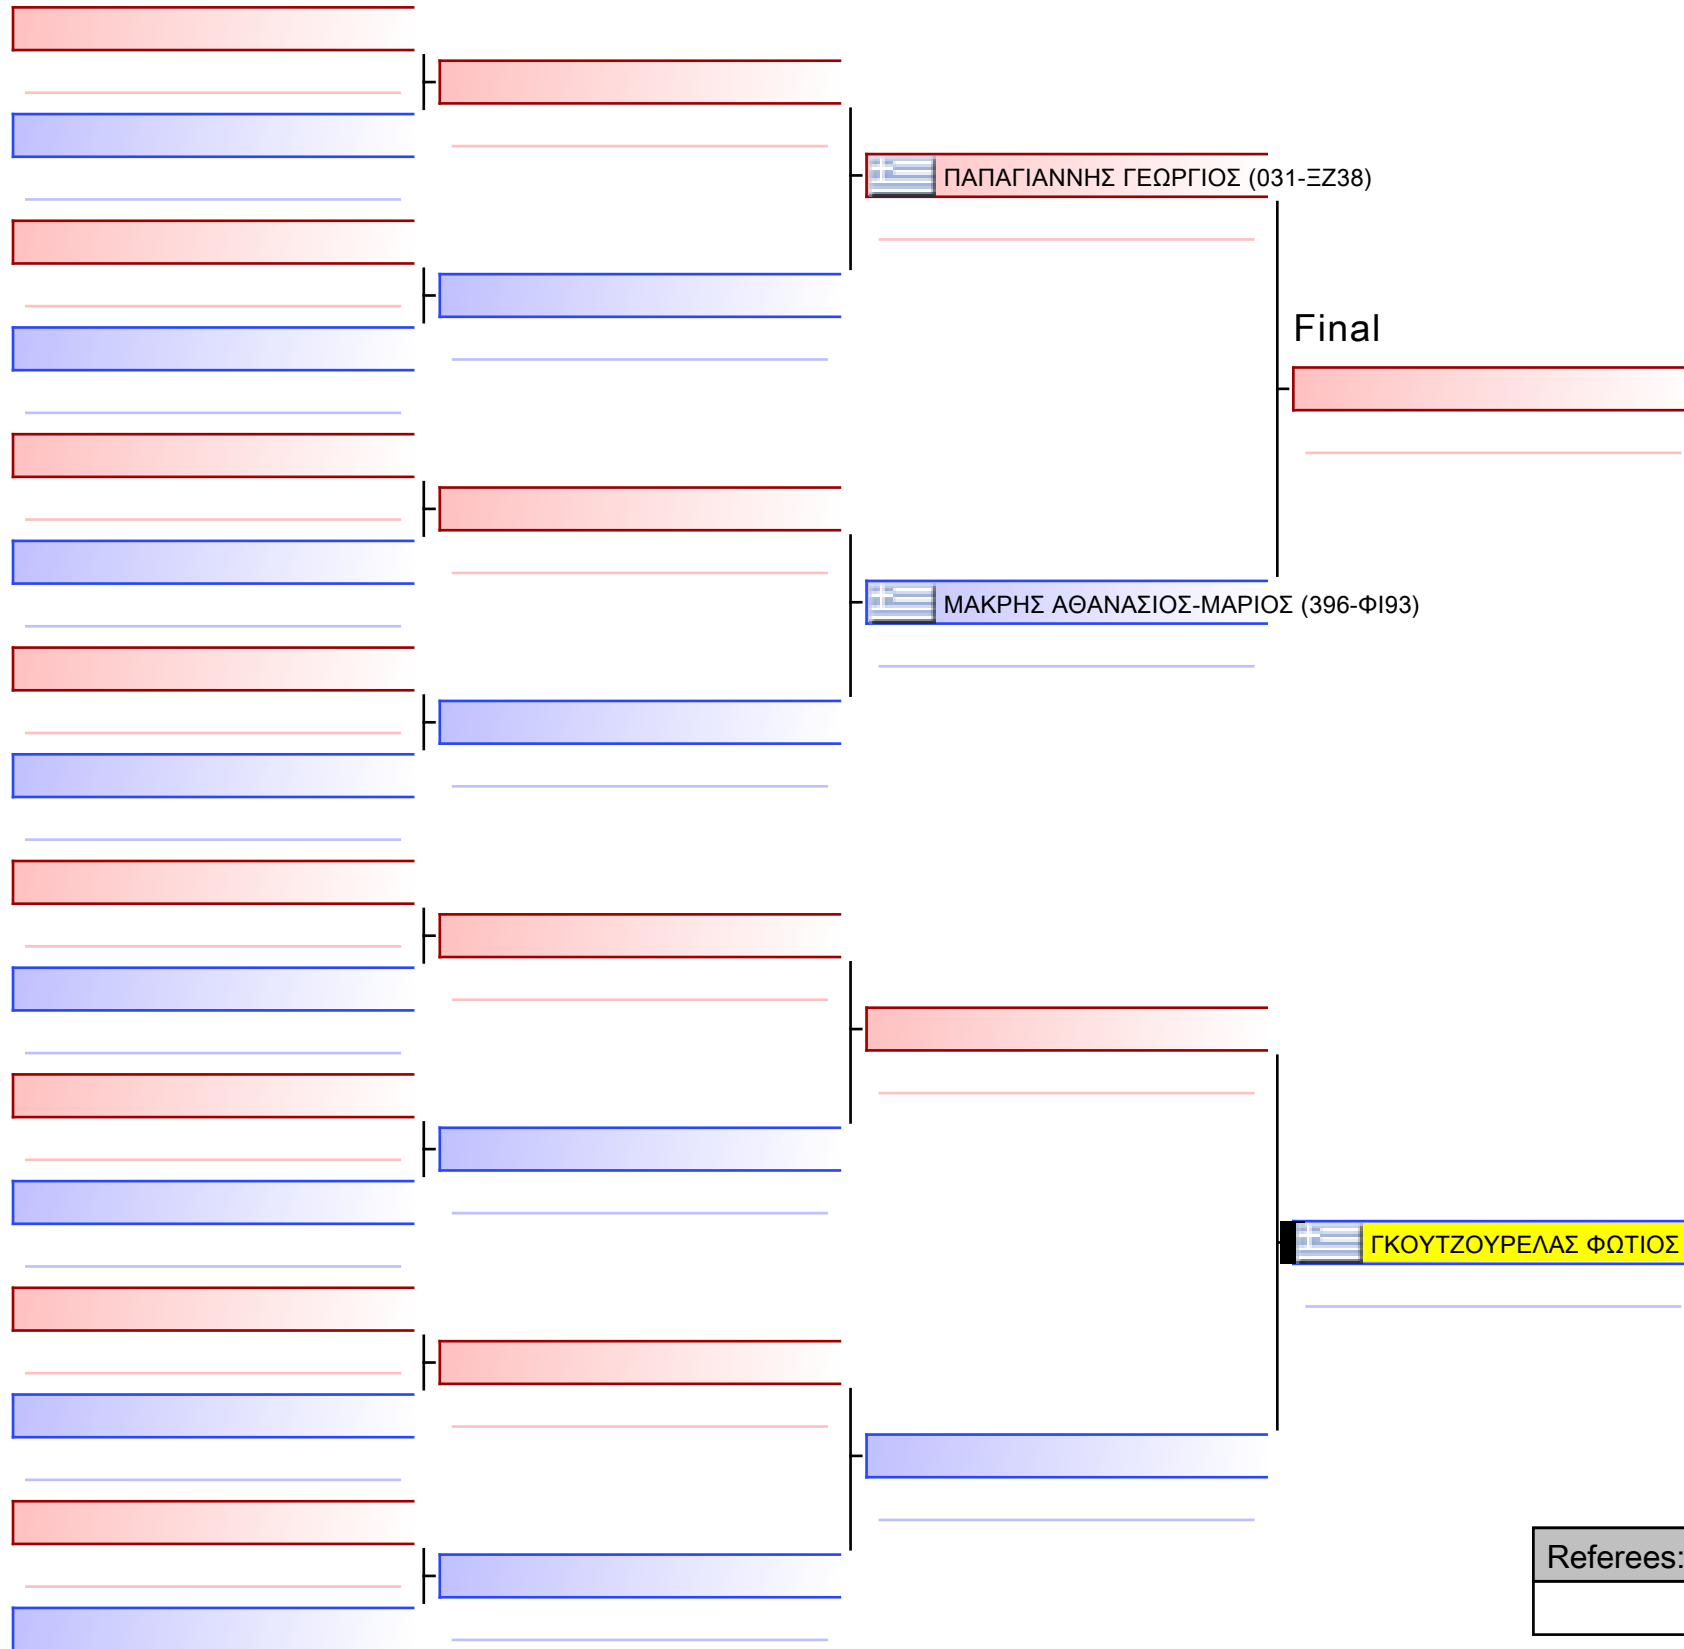 ΠΑΠΑΓΙΑΝΝΗΣ ΓΕΩΡΓΙΟΣ (031-ΞΖ38)
Final
ΜΑΚΡΗΣ ΑΘΑΝΑΣΙΟΣ-ΜΑΡΙΟΣ (396-ΦΙ93)
ΓΚΟΥΤΖΟΥΡΕΛΑΣ ΦΩΤΙΟΣ
Referees: